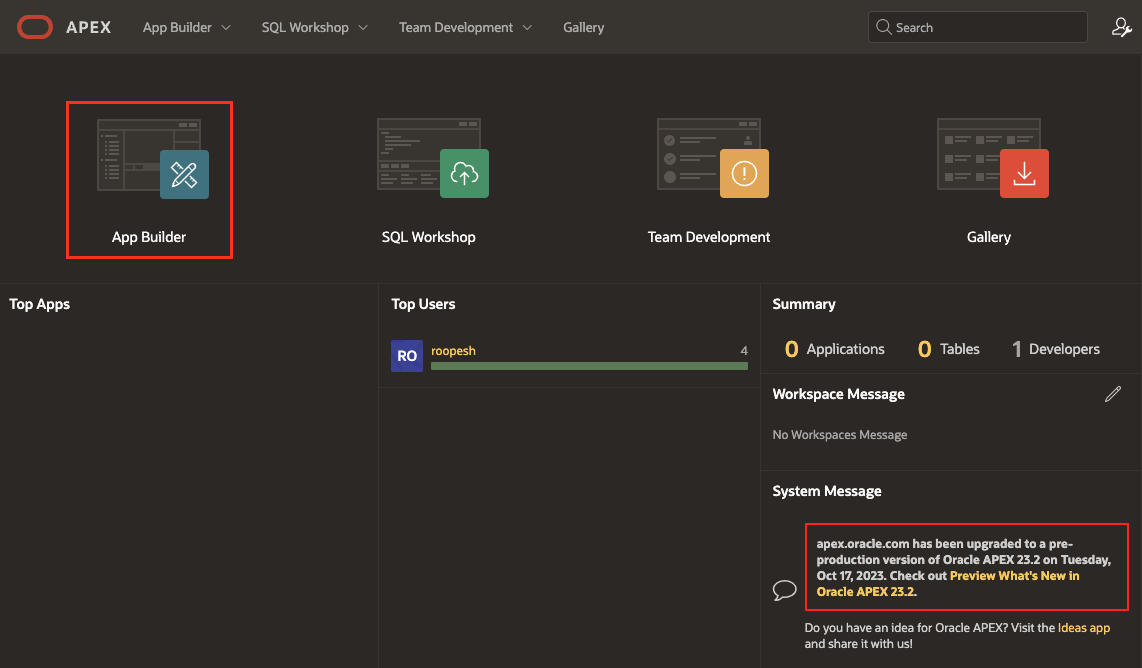 APEX
App Builder
SQL Workshop
Team Development
Gallery
Search
App Builder
SQL Workshop
Team Development
Gallery
Top Apps
Top Users
RO
roopesh
4
Summary
0 Applications
0 Tables
1 Developers
Workspace Message
No Workspaces Message
System Message
apex.oracle.com has been upgraded to a pre-
production version of Oracle APEX 23.2 on Tuesday,
Oct 17, 2023. Check out Preview What's New in
Oracle APEX 23.2.
Do you have an idea for Oracle APEX? Visit the Ideas app
and share it with us!